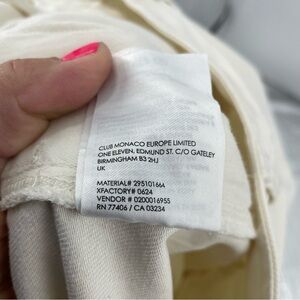 CLUB MONACO EUROPE LIMITED
ONE ELEVEN, EDMUND ST. C/O GATELEY
BIRMINGHAM B3 2HJ
UK
MATERIAL# 29510166A
XFACTORY# 0624
VENDOR # 0200016955
RN 77406 / CA 03234